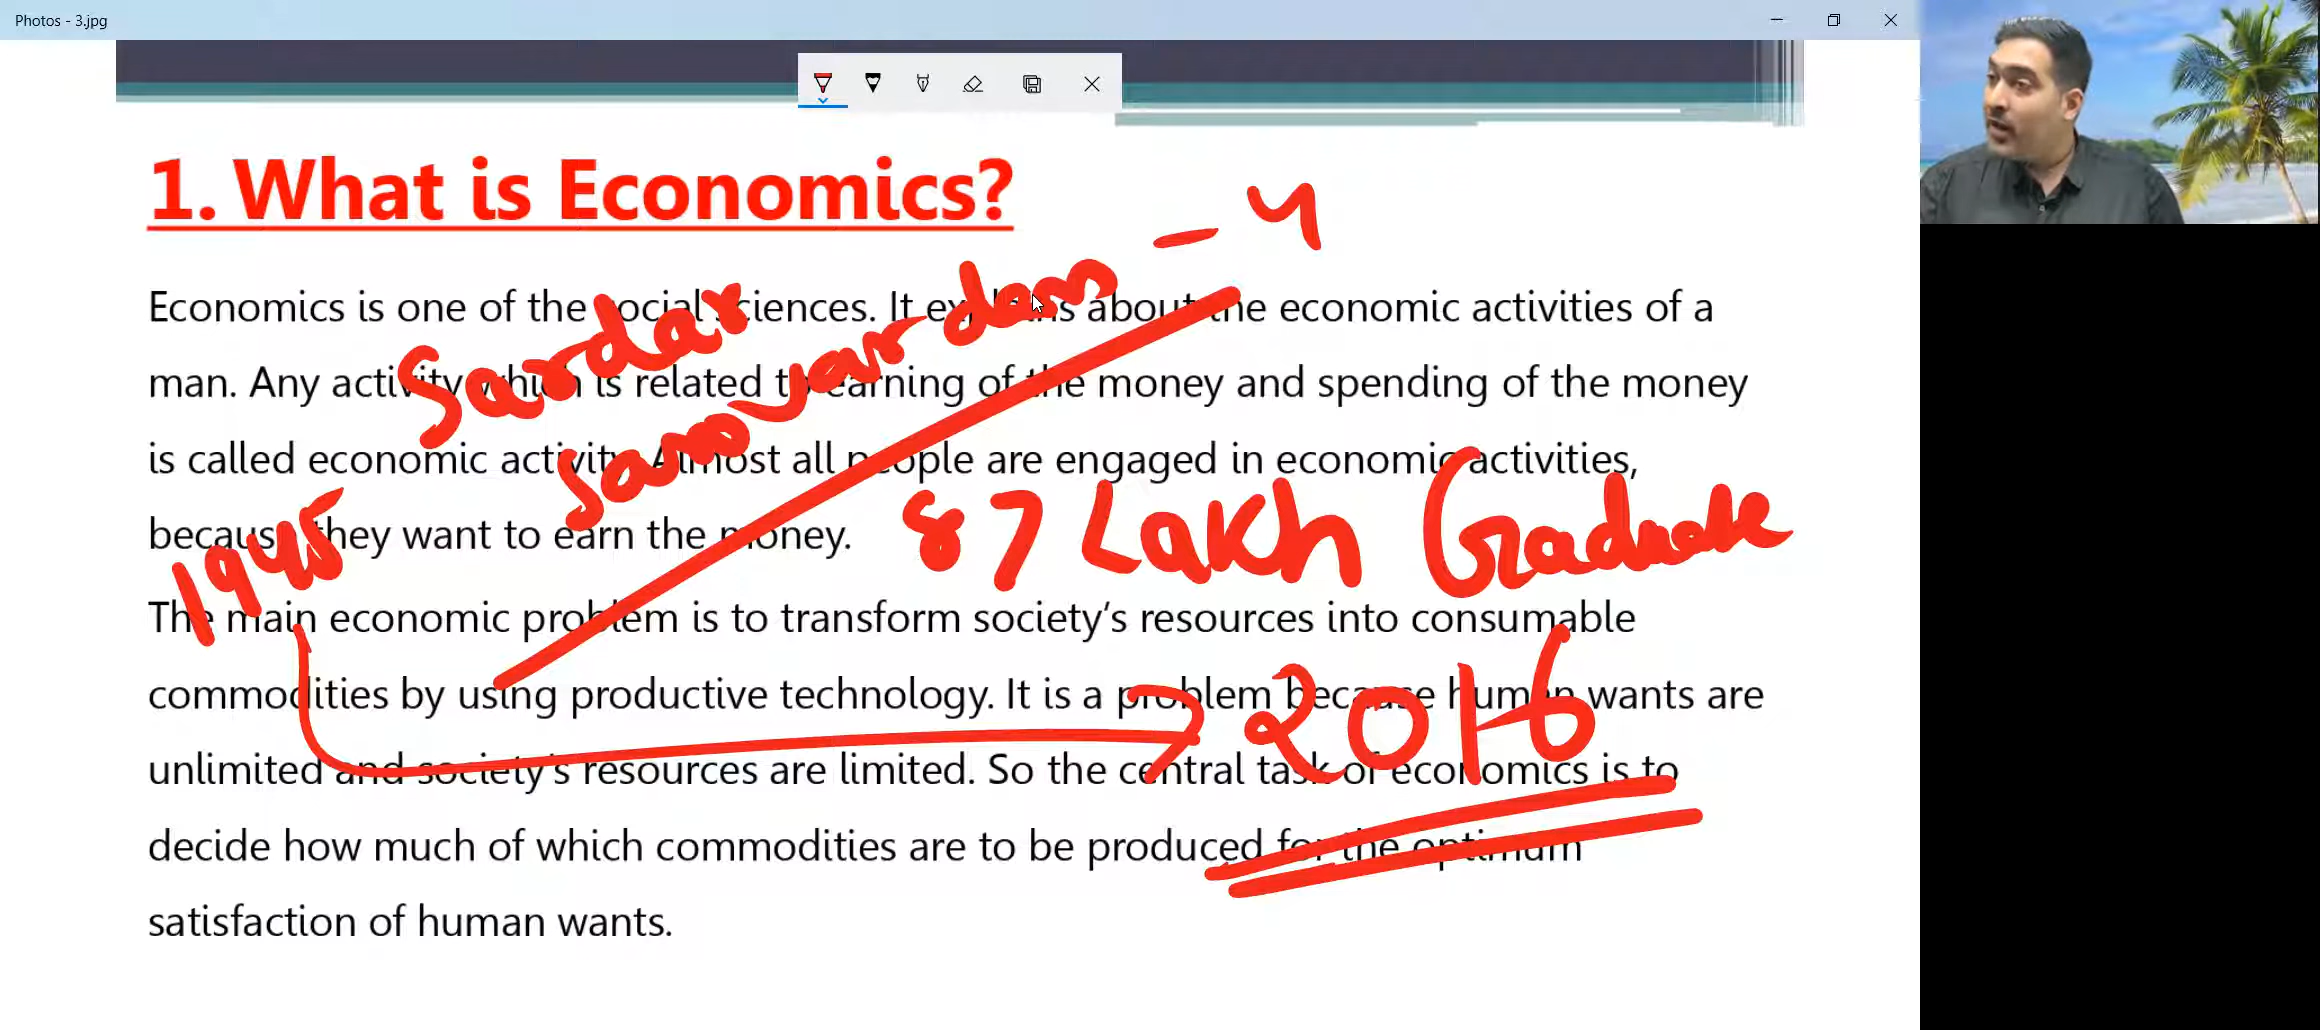 Photos - 3.jpg
1. What is Economics?
- 4
Economics is one of the social sciences. It explains about the economic activities of a
Sardar
man. Any activity which is related to earning of the money and spending of the money
is called economic activity. Almost all people are engaged in economic activities,
because they want to earn the money.
1945
87 Lakh Graduate
The main economic problem is to transform society's resources into consumable
commodities by using productive technology. It is a problem because human wants are
2016
unlimited and society's resources are limited. So the central task of economics is to
decide how much of which commodities are to be produced for the optimum
satisfaction of human wants.